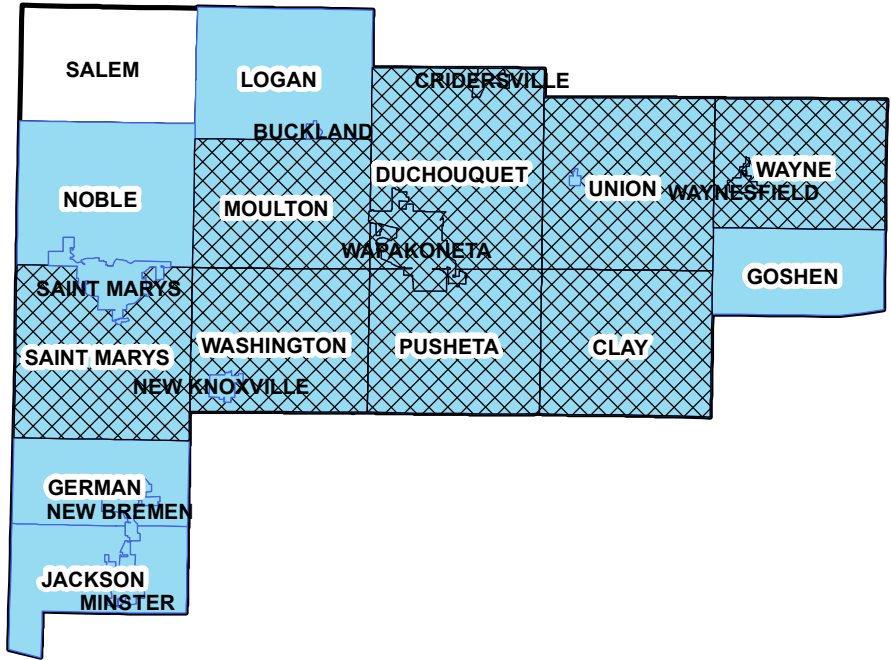 SALEM
LOGAN
CRIDERSVILLE
BUCKLAND
DUCHOUQUET
WAYNE
UNION
WAYNESFIELD
NOBLE
MOULTON
WAPAKONETA
GOSHEN
SAINT MARYS
SAINT MARYS
WASHINGTON
PUSHETA
CLAY
NEW KNOXVILLE
GERMAN
NEW BREMEN
JACKSON
MINSTER